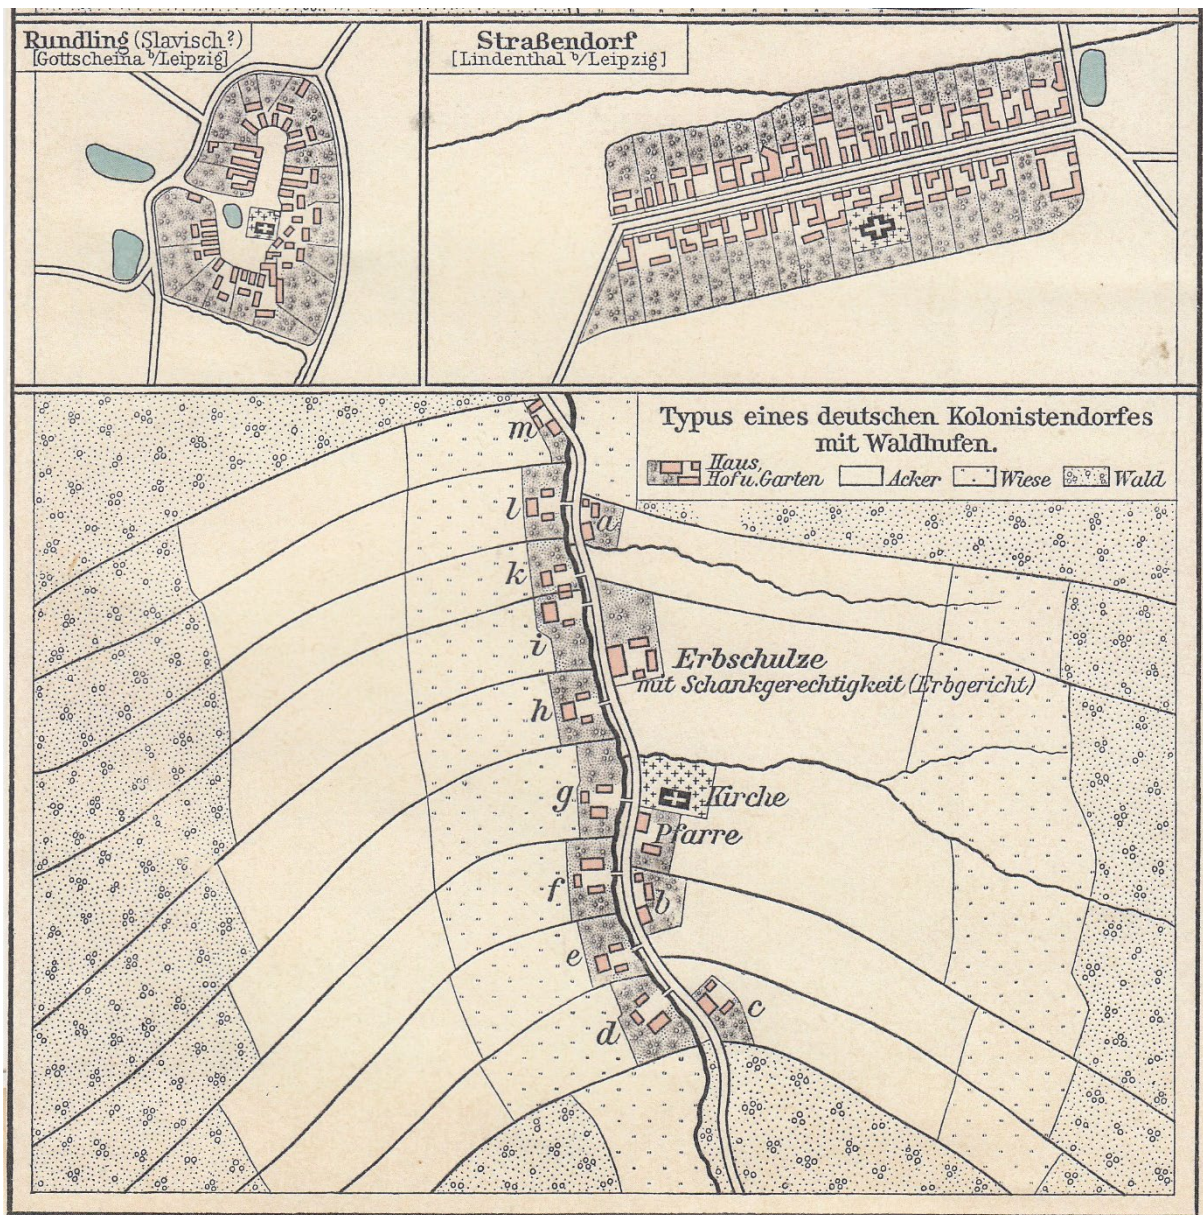 Rundling (Slavisch?)
[Gottscheina b/Leipzig]
Straßendorf
[Lindenthal b/Leipzig]
Typus eines deutschen Kolonistendorfes
mit Waldhufen.
Haus,
Hof u. Garten
Acker
Wiese
Wald
m
l
a
k
i
Erbschulze
mit Schankgerechtigkeit (Erbgericht)
h
g
Kirche
Pfarre
f
b
e
c
d